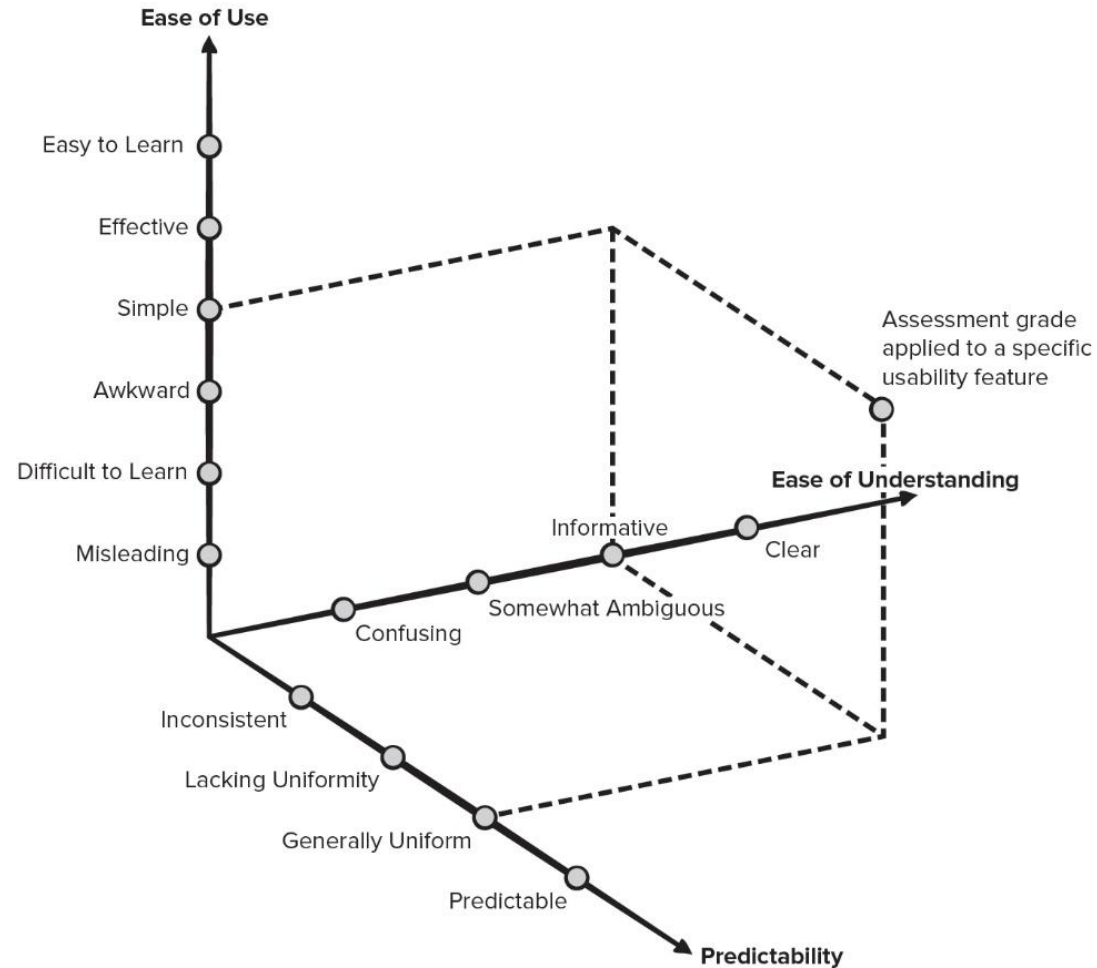 Ease of Use
Easy to Learn
Effective
Simple
Awkward
Difficult to Learn
Misleading
Assessment grade
applied to a specific
usability feature
Ease of Understanding
Informative
Clear
Somewhat Ambiguous
Confusing
Inconsistent
Lacking Uniformity
Generally Uniform
Predictable
Predictability